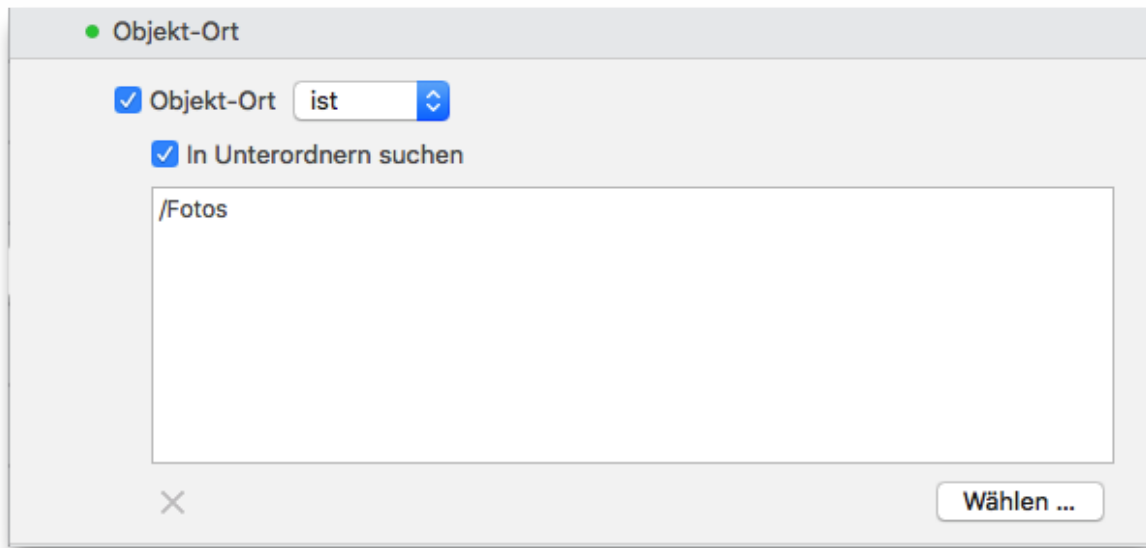 Objekt-Ort
Objekt-Ort ist
In Unterordnern suchen
/Fotos
Wählen ...